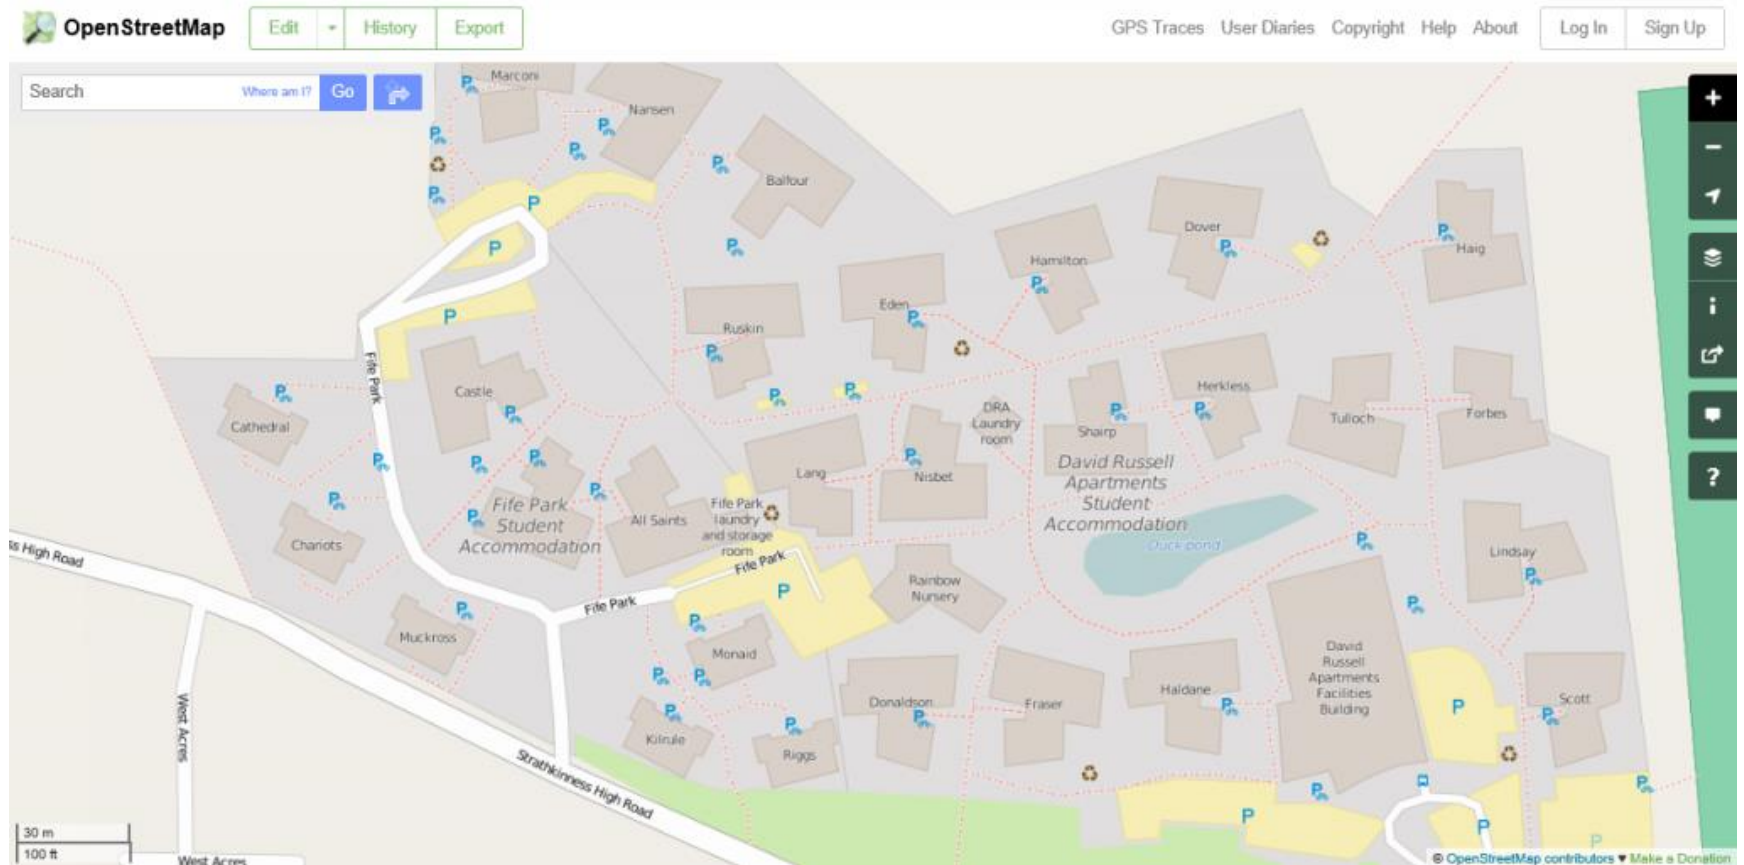 OpenStreetMap
Edit
History
Export
GPS Traces
User Diaries
Copyright
Help
About
Log In
Sign Up
Search
Where am I?
Go
Marconi
P
Nansen
Balfour
Dover
Haig
Hamilton
Eden
Ruskin
Fife Park
Castle
Cathedral
DRA
Laundry
room
Shairp
Herkless
Tulloch
Forbes
Lang
Nisbet
David Russell
Apartments
Student
Accommodation
Duck pond
Fife Park
Student
Accommodation
All Saints
Fife Park
laundry
and storage
room
Fife Park
Chariots
ss High Road
Lindsay
Rainbow
Nursery
Fife Park
Muckross
Monaid
Donaldson
Fraser
Haldane
David
Russell
Apartments
Facilities
Building
Scott
West Acres
Kilrule
Riggs
Strathkinness High Road
30 m
100 ft
West Acres
© OpenStreetMap contributors ♥ Make a Donation